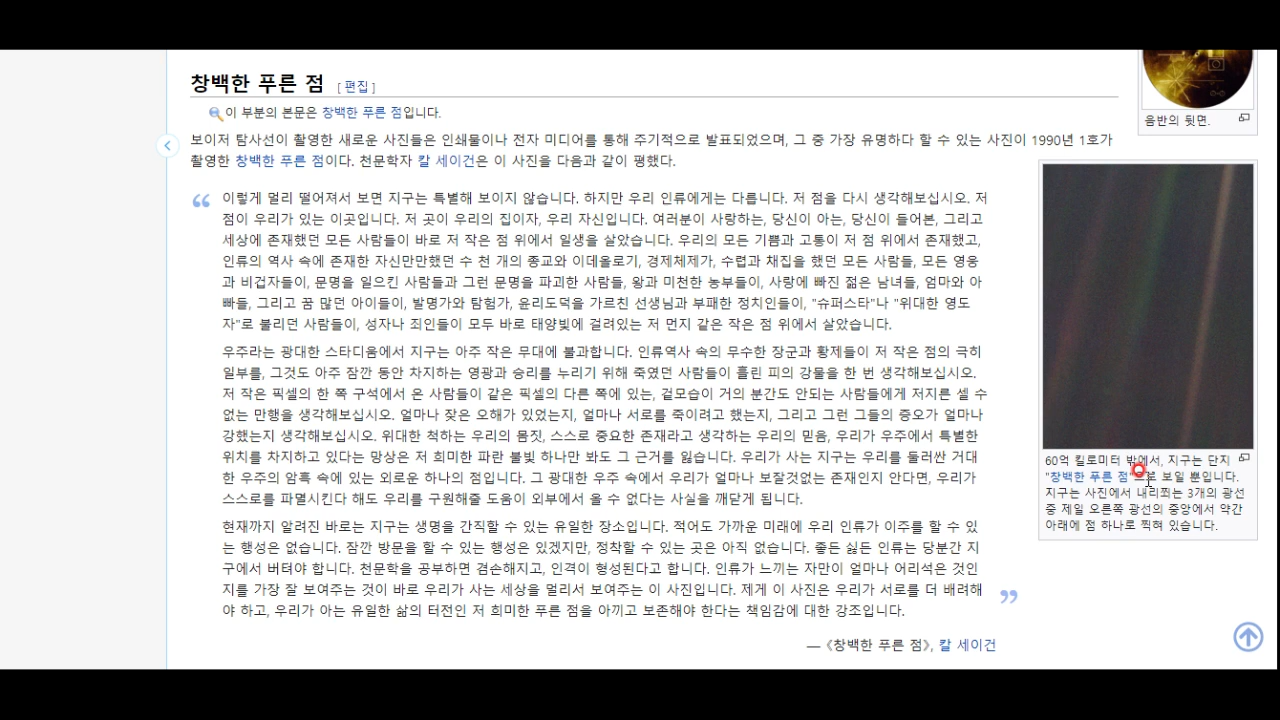 창백한 푸른 점 [ 편집 ]
이 부분의 본문은 창백한 푸른 점입니다.
보이저 탐사선이 촬영한 새로운 사진들은 인쇄물이나 전자 미디어를 통해 주기적으로 발표되었으며, 그 중 가장 유명하다 할 수 있는 사진이 1990년 1호가
촬영한 창백한 푸른 점이다. 천문학자 칼 세이건은 이 사진을 다음과 같이 평했다.
“ 이렇게 멀리 떨어져서 보면 지구는 특별해 보이지 않습니다. 하지만 우리 인류에게는 다릅니다. 저 점을 다시 생각해보십시오. 저
점이 우리가 있는 이곳입니다. 저 곳이 우리의 집이자, 우리 자신입니다. 여러분이 사랑하는, 당신이 아는, 당신이 들어본, 그리고
세상에 존재했던 모든 사람들이 바로 저 작은 점 위에서 일생을 살았습니다. 우리의 모든 기쁨과 고통이 저 점 위에서 존재했고,
인류의 역사 속에 존재한 자신만만했던 수 천 개의 종교와 이데올로기, 경제체제가, 수렵과 채집을 했던 모든 사람들, 모든 영웅
과 비겁자들이, 문명을 일으킨 사람들과 그런 문명을 파괴한 사람들, 왕과 미천한 농부들이, 사랑에 빠진 젊은 남녀들, 엄마와 아
빠들, 그리고 꿈 많던 아이들이, 발명가와 탐험가, 윤리도덕을 가르친 선생님과 부패한 정치인들이, "슈퍼스타"나 "위대한 영도
자"로 불리던 사람들이, 성자나 죄인들이 모두 바로 태양빛에 걸려있는 저 먼지 같은 작은 점 위에서 살았습니다.
우주라는 광대한 스타디움에서 지구는 아주 작은 무대에 불과합니다. 인류역사 속의 무수한 장군과 황제들이 저 작은 점의 극히
일부를, 그것도 아주 잠깐 동안 차지하는 영광과 승리를 누리기 위해 죽였던 사람들이 흘린 피의 강물을 한 번 생각해보십시오.
저 작은 픽셀의 한 쪽 구석에서 온 사람들이 같은 픽셀의 다른 쪽에 있는, 겉모습이 거의 분간도 안되는 사람들에게 저지른 셀 수
없는 만행을 생각해보십시오. 얼마나 잦은 오해가 있었는지, 얼마나 서로를 죽이려고 했는지, 그리고 그런 그들의 증오가 얼마나
강했는지 생각해보십시오. 위대한 척하는 우리의 몸짓, 스스로 중요한 존재라고 생각하는 우리의 믿음, 우리가 우주에서 특별한
위치를 차지하고 있다는 망상은 저 희미한 파란 불빛 하나만 봐도 그 근거를 잃습니다. 우리가 사는 지구는 우리를 둘러싼 거대
한 우주의 암흑 속에 있는 외로운 하나의 점입니다. 그 광대한 우주 속에서 우리가 얼마나 보잘것없는 존재인지 안다면, 우리가
스스로를 파멸시킨다 해도 우리를 구원해줄 도움이 외부에서 올 수 없다는 사실을 깨닫게 됩니다.
현재까지 알려진 바로는 지구는 생명을 간직할 수 있는 유일한 장소입니다. 적어도 가까운 미래에 우리 인류가 이주를 할 수 있
는 행성은 없습니다. 잠깐 방문을 할 수 있는 행성은 있겠지만, 정착할 수 있는 곳은 아직 없습니다. 좋든 싫든 인류는 당분간 지
구에서 버텨야 합니다. 천문학을 공부하면 겸손해지고, 인격이 형성된다고 합니다. 인류가 느끼는 자만이 얼마나 어리석은 것인
지를 가장 잘 보여주는 것이 바로 우리가 사는 세상을 멀리서 보여주는 이 사진입니다. 제게 이 사진은 우리가 서로를 더 배려해
야 하고, 우리가 아는 유일한 삶의 터전인 저 희미한 푸른 점을 아끼고 보존해야 한다는 책임감에 대한 강조입니다. ”
— 《창백한 푸른 점》, 칼 세이건
음반의 뒷면.
60억 킬로미터 밖에서, 지구는 단지
"창백한 푸른 점"으로 보일 뿐입니다.
지구는 사진에서 내리쬐는 3개의 광선
중 제일 오른쪽 광선의 중앙에서 약간
아래에 점 하나로 찍혀 있습니다.